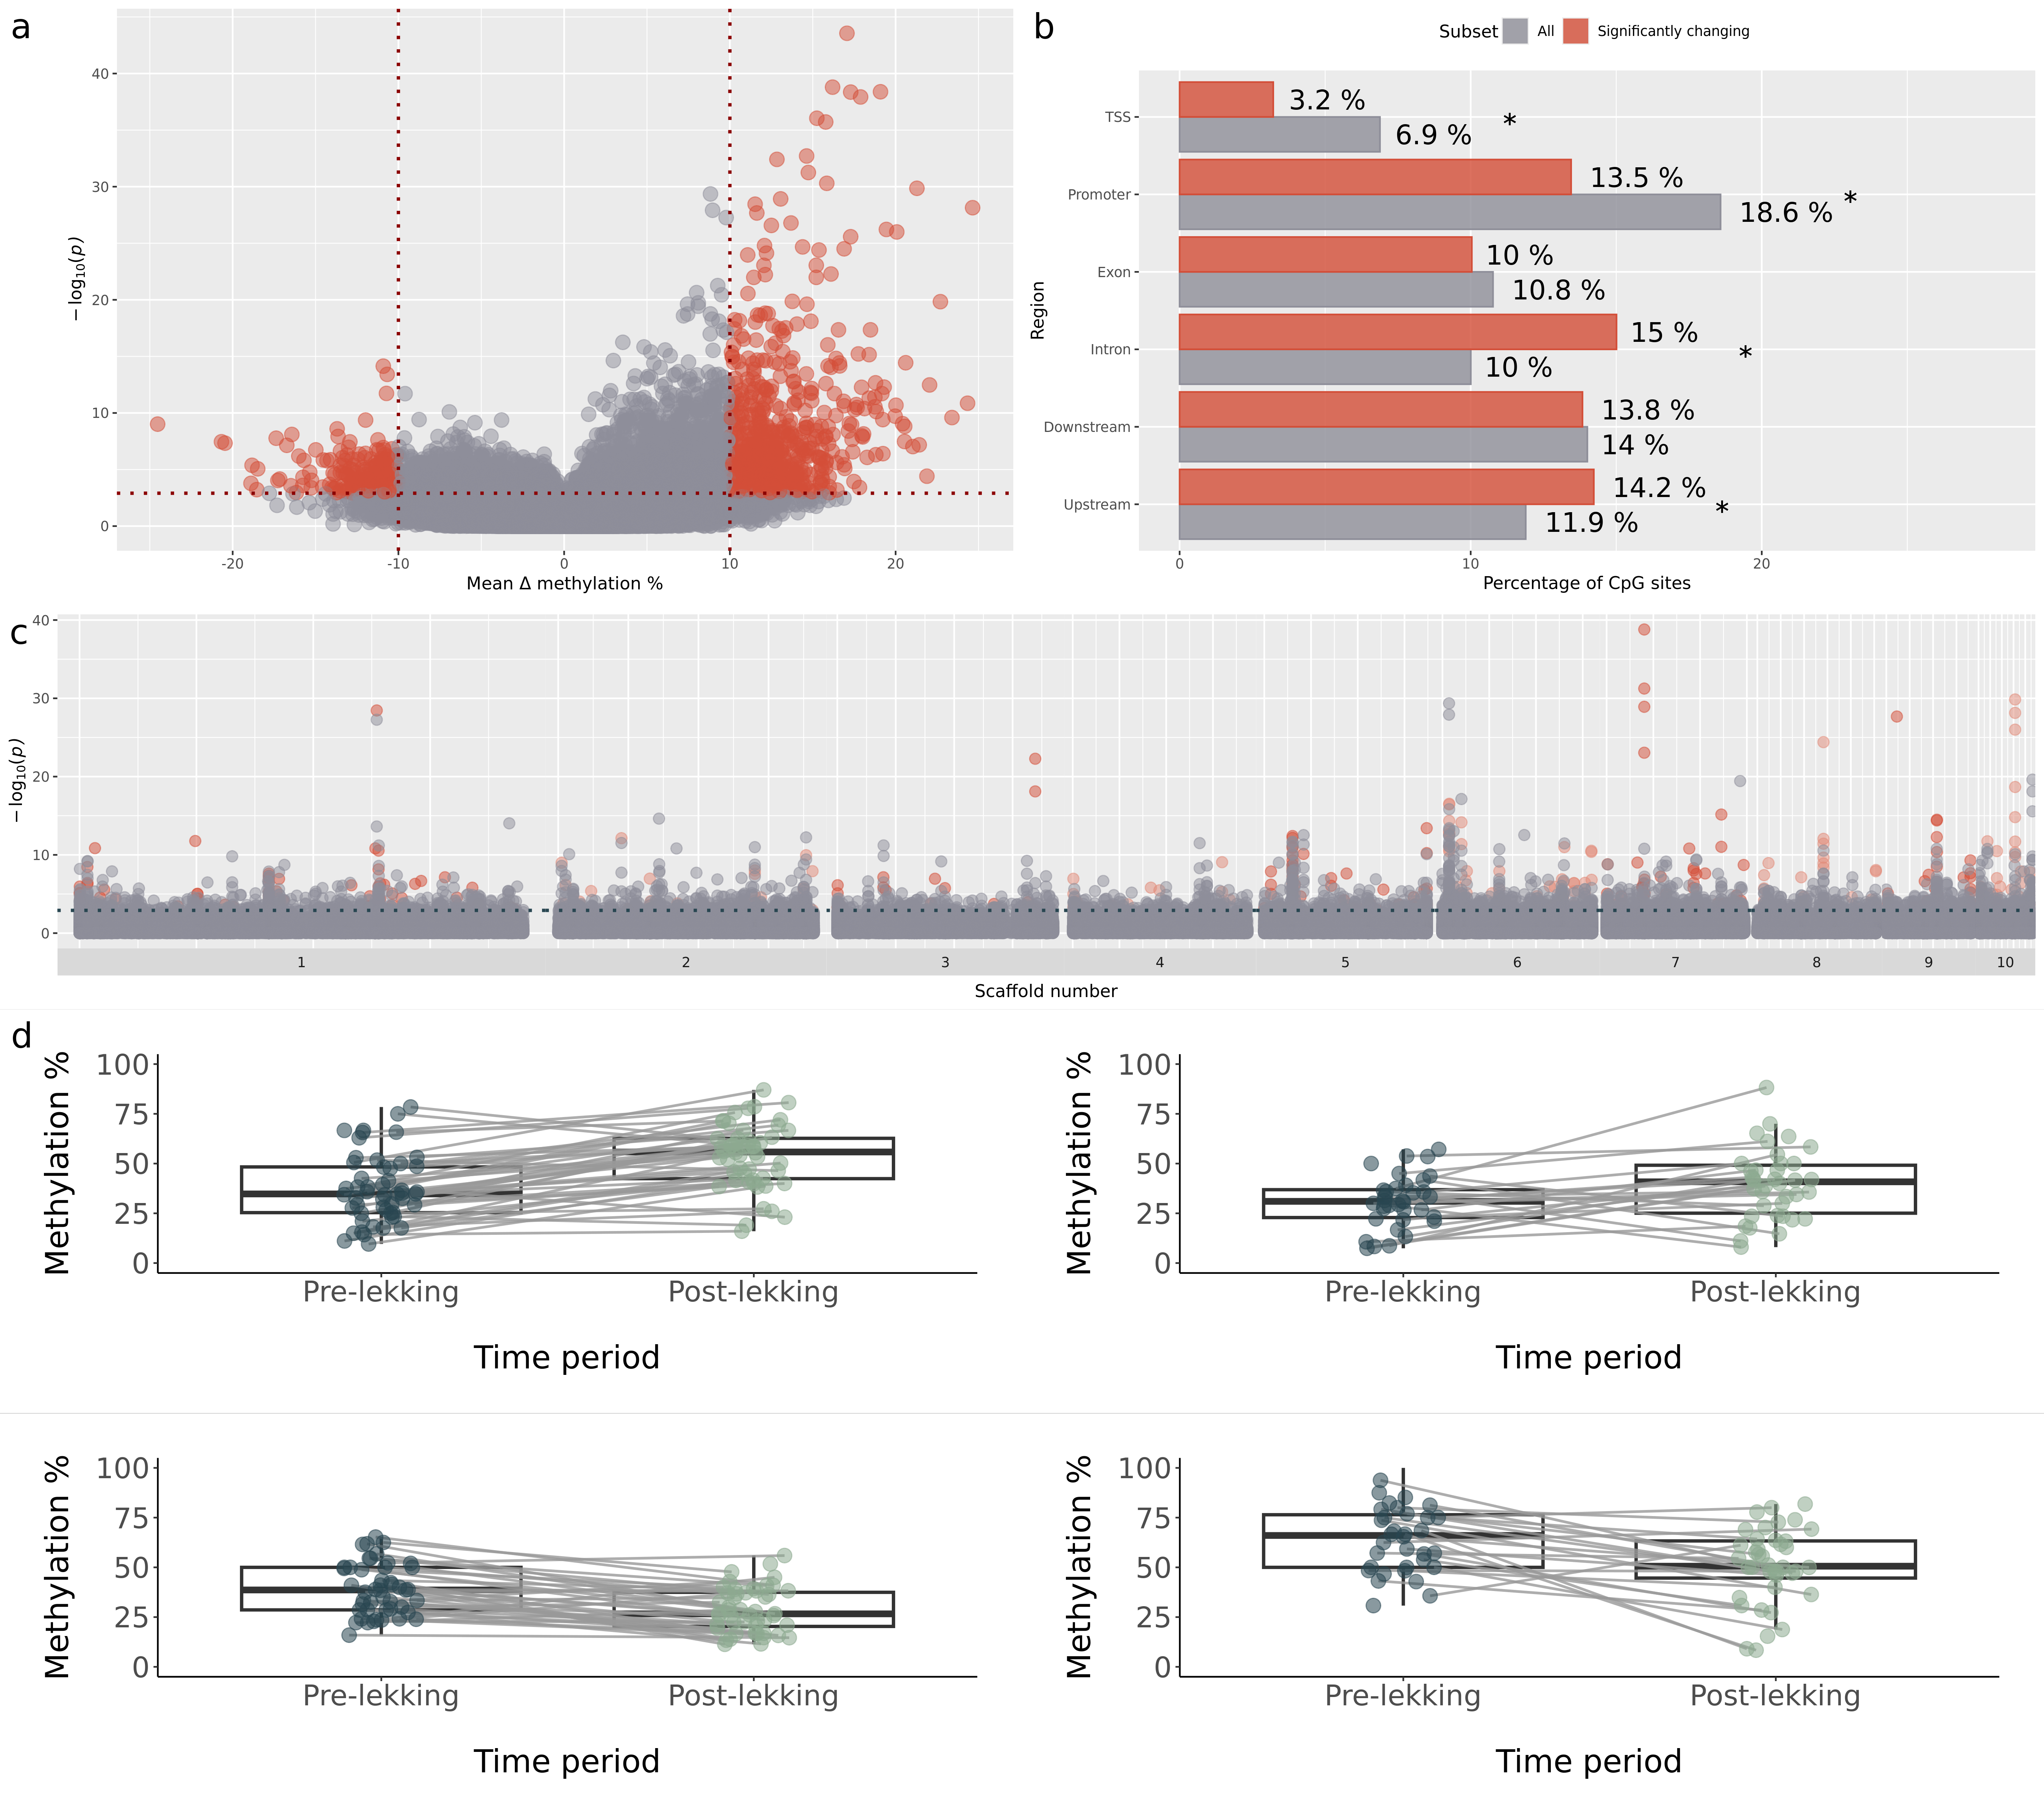 a
40
30
20
10
0
−log10(p)
-20 -10 0 10 20
Mean Δ methylation %
b
Subset All Significantly changing
TSS
3.2 %
6.9 % *
Promoter
13.5 %
18.6 % *
Exon
10 %
10.8 %
Intron
15 %
10 % *
Downstream
13.8 %
14 %
Upstream
14.2 %
11.9 % *
Region
0 10 20
Percentage of CpG sites
c
40
30
20
10
0
−log10(p)
1 2 3 4 5 6 7 8 9 10
Scaffold number
d
Methylation %
100
75
50
25
0
Pre-lekking Post-lekking
Time period
Methylation %
100
75
50
25
0
Pre-lekking Post-lekking
Time period
Methylation %
100
75
50
25
0
Pre-lekking Post-lekking
Time period
Methylation %
100
75
50
25
0
Pre-lekking Post-lekking
Time period